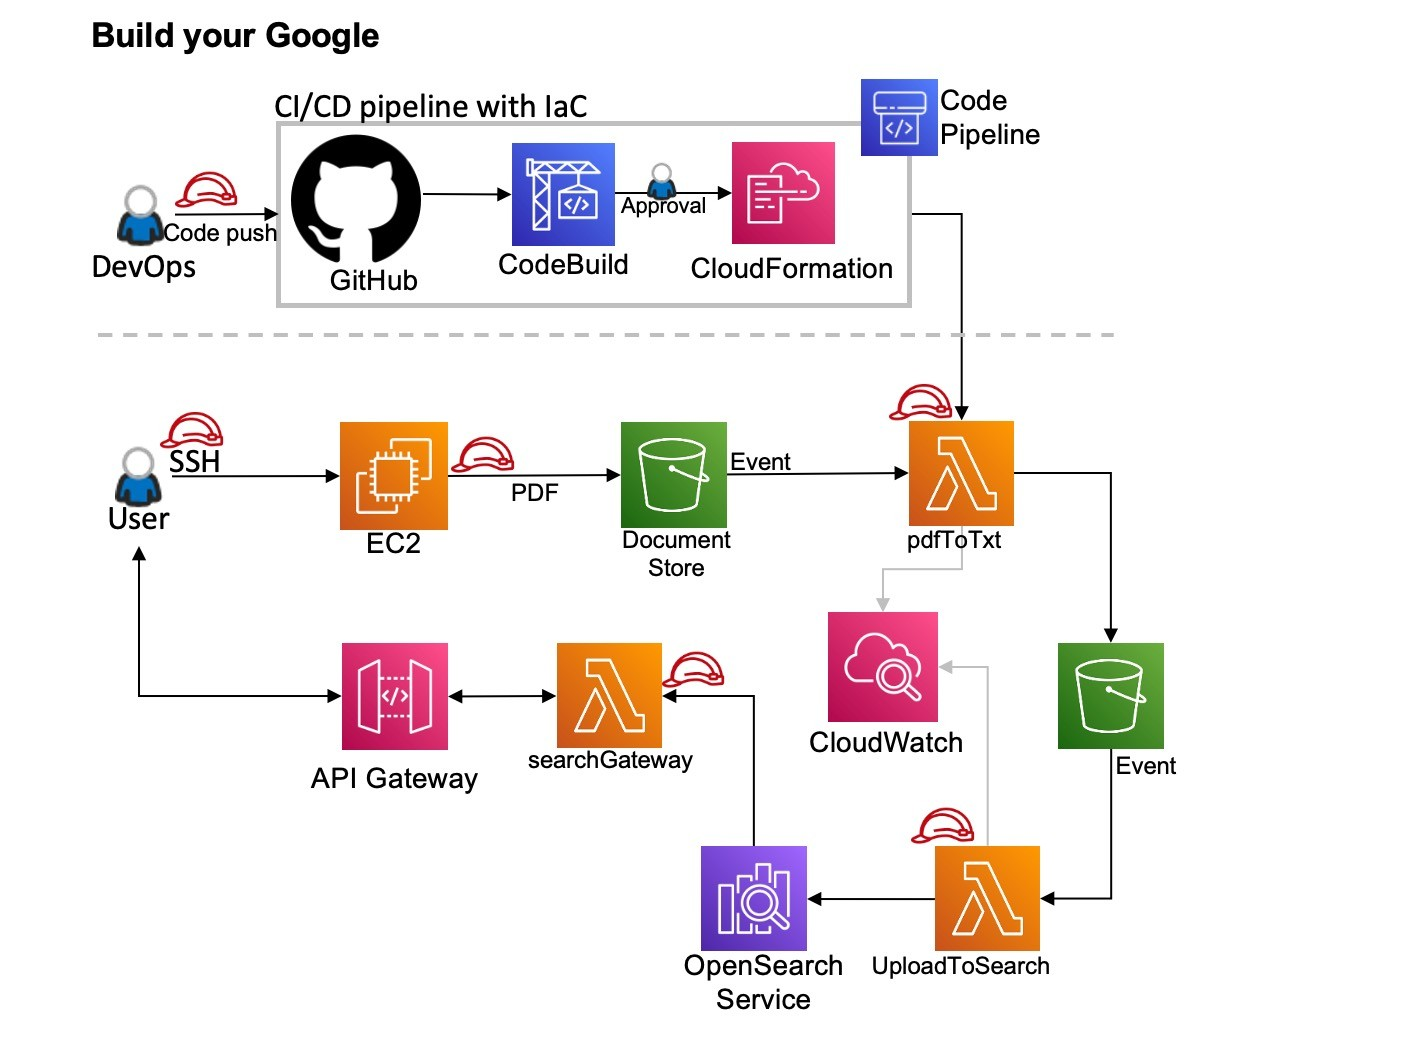 Build your Google
CI/CD pipeline with IaC
Code
Pipeline
Approval
Code push
DevOps
GitHub
CodeBuild
CloudFormation
SSH
User
EC2
PDF
Document
Store
Event
pdfToTxt
API Gateway
searchGateway
CloudWatch
Event
OpenSearch
Service
UploadToSearch